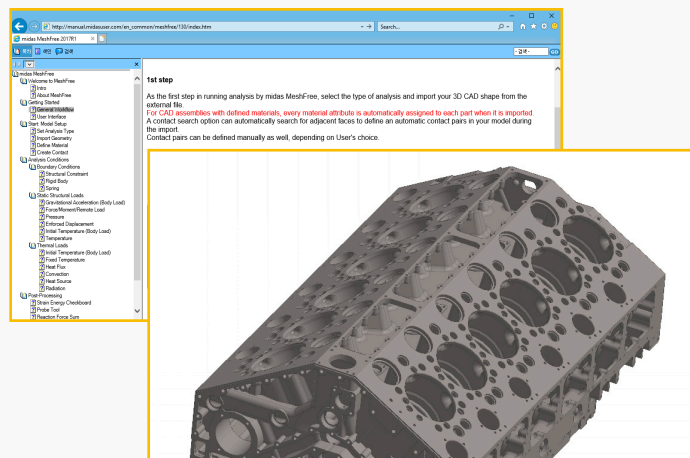 http://manual.midasuser.com/en_common/meshfree/130/index.htm
Search...
midas MeshFree 2017R1
색인
검색
-검색-
GO
midas MeshFree
Welcome to MeshFree
Intro
About MeshFree
Getting Started
General Workflow
User Interface
Start: Model Setup
Set Analysis Type
Import Geometry
Define Material
Create Contact
Analysis Conditions
Boundary Conditions
Structural Constraint
Rigid Body
Spring
Static Structural Loads
Gravitational Acceleration (Body Load)
Force/Moment/Remote Load
Pressure
Enforced Displacement
Initial Temperature (Body Load)
Temperature
Thermal Loads
Initial Temperature (Body Load)
Fixed Temperature
Heat Flux
Convection
Heat Source
Radiation
Post-Processing
Strain Energy Checkboard
Probe Tool
Reaction Force Sum
1st step
As the first step in running analysis by midas MeshFree, select the type of analysis and import your 3D CAD shape from the
external file.
For CAD assemblies with defined materials, every material attribute is automatically assigned to each part when it is imported.
A contact search option can automatically search for adjacent faces to define an automatic contact pairs in your model during
the import.
Contact pairs can be defined manually as well, depending on User's choice.